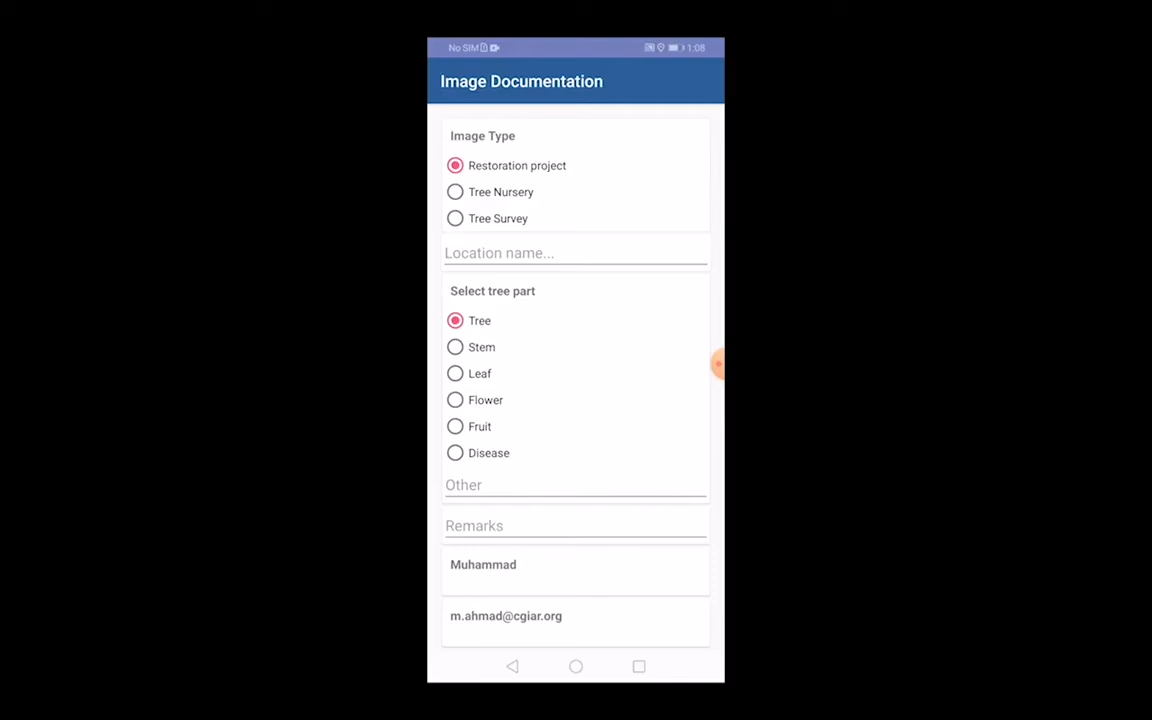 No SIM 1:08
Image Documentation
Image Type
Restoration project
Tree Nursery
Tree Survey
Location name...
Select tree part
Tree
Stem
Leaf
Flower
Fruit
Disease
Other
Remarks
Muhammad
m.ahmad@cgiar.org